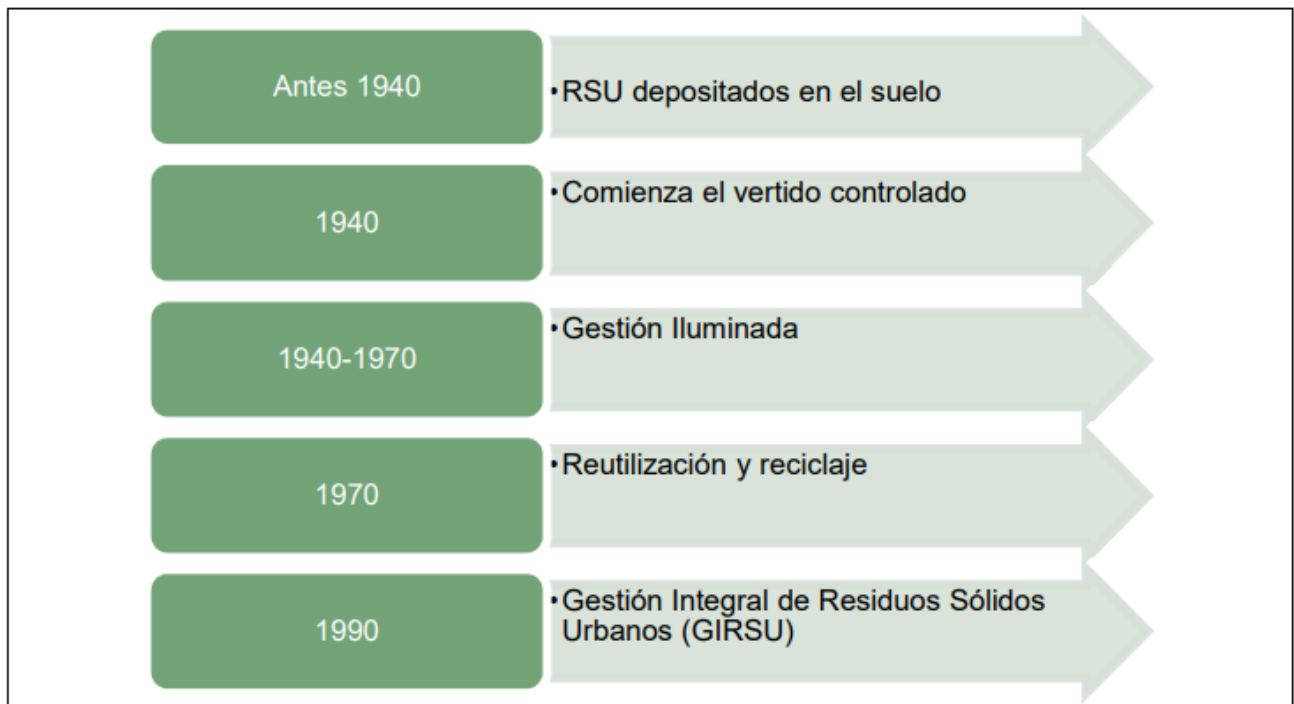 Antes 1940
•RSU depositados en el suelo
1940
•Comienza el vertido controlado
1940-1970
•Gestión Iluminada
1970
•Reutilización y reciclaje
1990
•Gestión Integral de Residuos Sólidos
Urbanos (GIRSU)